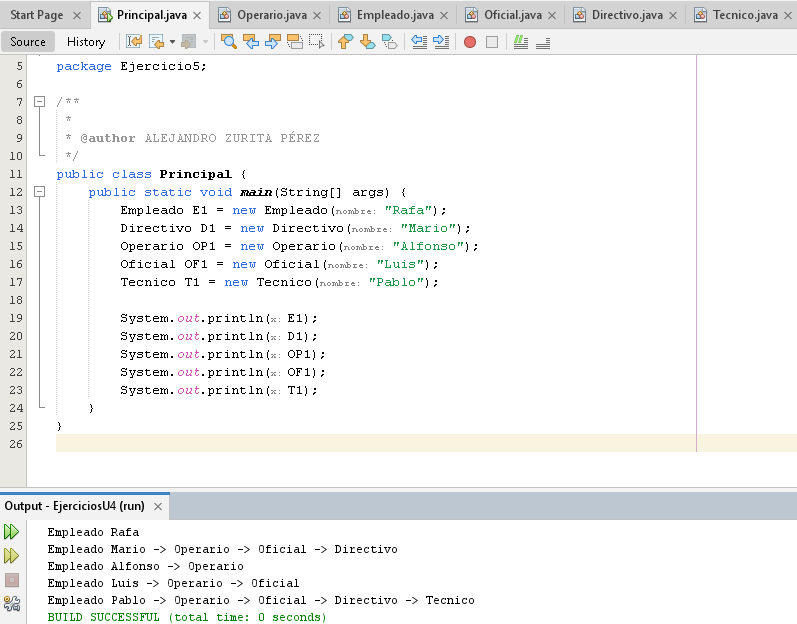 Start Page Principal.java Operario.java Empleado.java Oficial.java Directivo.java Tecnico.java
Source History
5 package Ejercicio5;
6
7 /**
8 *
9 * @author ALEJANDRO ZURITA PÉREZ
10 */
11 public class Principal {
12 public static void main(String[] args) {
13 Empleado E1 = new Empleado(nombre: "Rafa");
14 Directivo D1 = new Directivo(nombre: "Mario");
15 Operario OP1 = new Operario(nombre: "Alfonso");
16 Oficial OF1 = new Oficial(nombre: "Luis");
17 Tecnico T1 = new Tecnico(nombre: "Pablo");
18
19 System.out.println(x: E1);
20 System.out.println(x: D1);
21 System.out.println(x: OP1);
22 System.out.println(x: OF1);
23 System.out.println(x: T1);
24 }
25 }
26
Output - EjerciciosU4 (run)
Empleado Rafa
Empleado Mario -> Operario -> Oficial -> Directivo
Empleado Alfonso -> Operario
Empleado Luis -> Operario -> Oficial
Empleado Pablo -> Operario -> Oficial -> Directivo -> Tecnico
BUILD SUCCESSFUL (total time: 0 seconds)